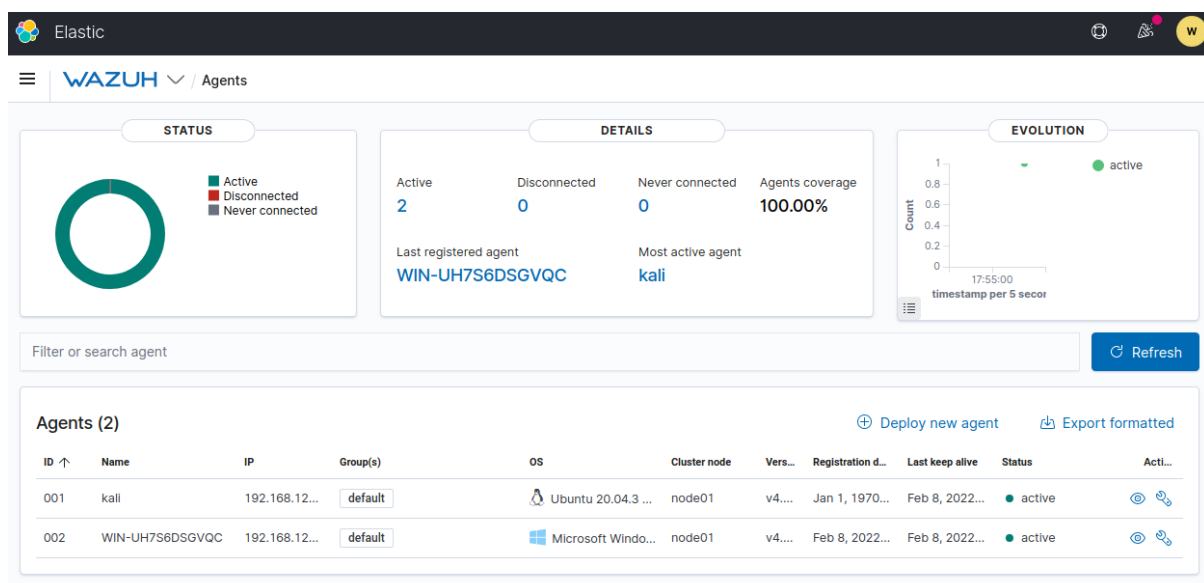 Elastic
W
WAZUH / Agents
STATUS
Active
Disconnected
Never connected
DETAILS
Active Disconnected Never connected Agents coverage
2 0 0 100.00%
Last registered agent Most active agent
WIN-UH7S6DSGVQC kali
EVOLUTION
1
0.8
0.6
0.4
0.2
0
Count
17:55:00
timestamp per 5 secor
active
Filter or search agent
Refresh
Agents (2) Deploy new agent Export formatted
ID Name IP Group(s) OS Cluster node Vers... Registration d... Last keep alive Status Acti...
001 kali 192.168.12... default Ubuntu 20.04.3 ... node01 v4.... Jan 1, 1970... Feb 8, 2022... active
002 WIN-UH7S6DSGVQC 192.168.12... default Microsoft Windo... node01 v4.... Feb 8, 2022... Feb 8, 2022... active